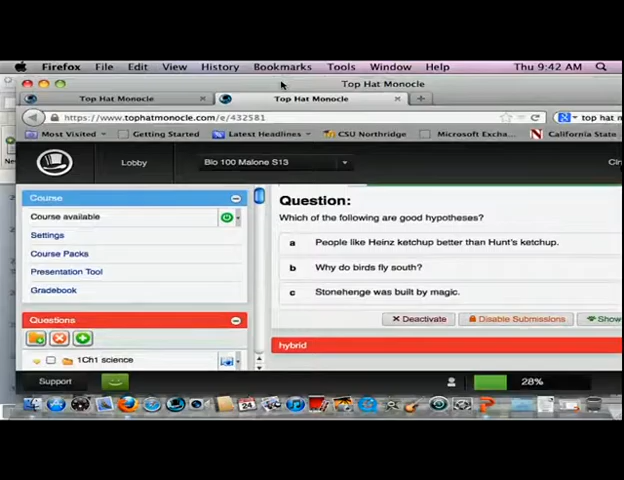 Firefox File Edit View History Bookmarks Tools Window Help Thu 9:42 AM
Top Hat Monocle
Top Hat Monocle Top Hat Monocle
https://www.tophatmonocle.com/e/432581 top hat m
Most Visited Getting Started Latest Headlines CSU Northridge Microsoft Excha... California State
Lobby Bio 100 Malone S13
Course
Course available
Settings
Course Packs
Presentation Tool
Gradebook
Questions
1Ch1 science
Question:
Which of the following are good hypotheses?
a People like Heinz ketchup better than Hunt's ketchup.
b Why do birds fly south?
c Stonehenge was built by magic.
Deactivate Disable Submissions Show
hybrid
Support 28%